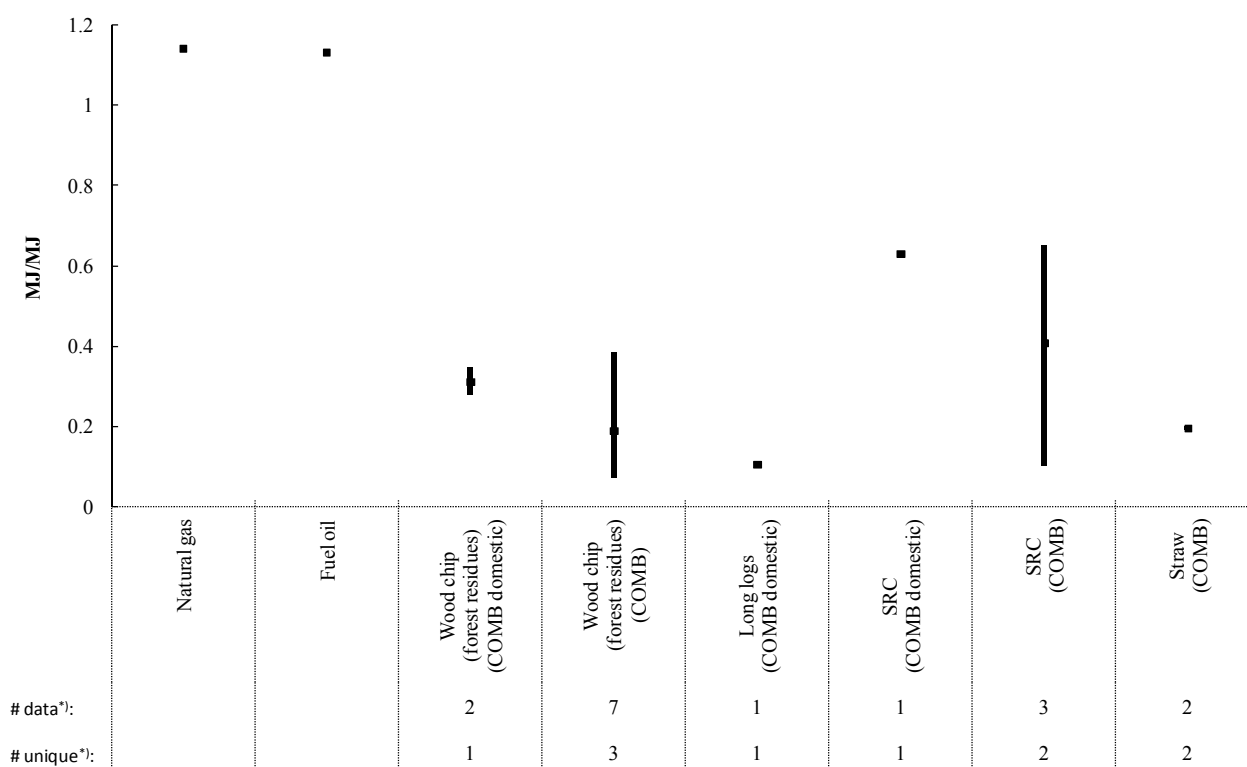 1.2
1
0.8
0.6
0.4
0.2
0
MJ/MJ
Natural gas
Fuel oil
Wood chip
(forest residues)
(COMB domestic)
Wood chip
(forest residues)
(COMB)
Long logs
(COMB domestic)
SRC
(COMB domestic)
SRC
(COMB)
Straw
(COMB)
# data*): 2 7 1 1 3 2
# unique*): 1 3 1 1 2 2